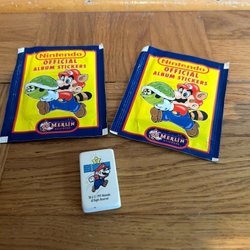 Nintendo
OFFICIAL
ALBUM STICKERS
MERLIN
Nintendo
OFFICIAL
ALBUM STICKERS
MERLIN